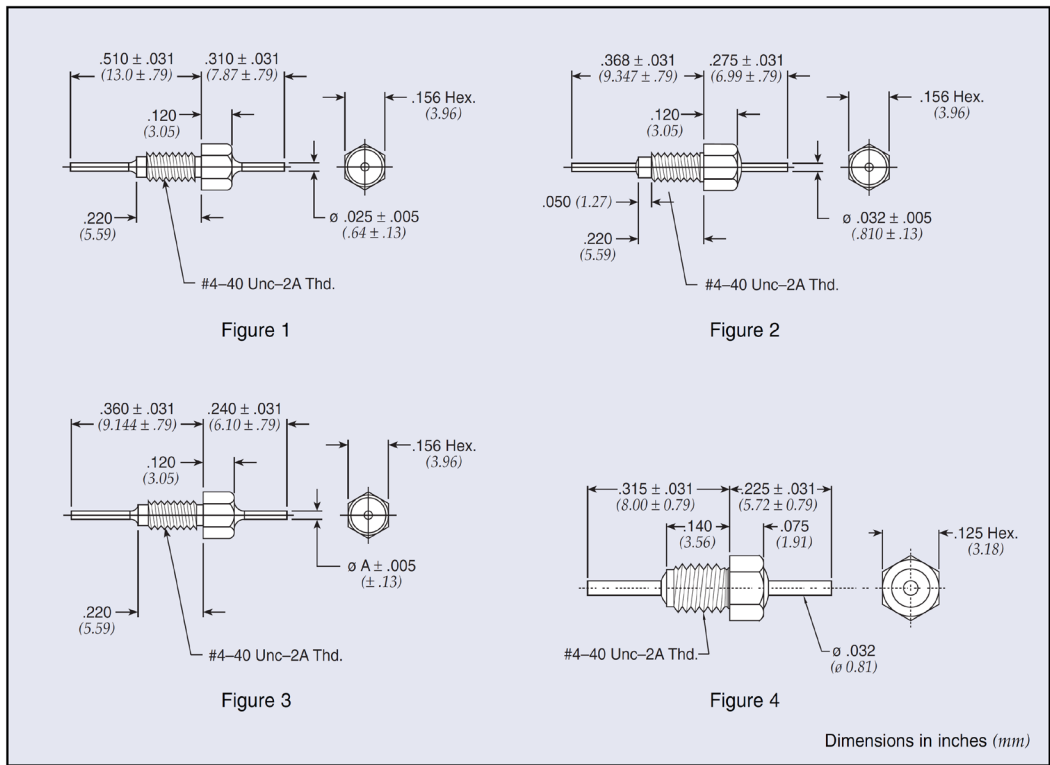 .510 ± .031
(13.0 ± .79)
.310 ± .031
(7.87 ± .79)
.120
(3.05)
.156 Hex.
(3.96)
.220
(5.59)
ø .025 ± .005
(.64 ± .13)
#4–40 Unc–2A Thd.
Figure 1
.368 ± .031
(9.347 ± .79)
.275 ± .031
(6.99 ± .79)
.120
(3.05)
.156 Hex.
(3.96)
.050 (1.27)
.220
(5.59)
ø .032 ± .005
(.810 ± .13)
#4–40 Unc–2A Thd.
Figure 2
.360 ± .031
(9.144 ± .79)
.240 ± .031
(6.10 ± .79)
.120
(3.05)
.156 Hex.
(3.96)
ø A ± .005
(± .13)
.220
(5.59)
#4–40 Unc–2A Thd.
Figure 3
.315 ± .031
(8.00 ± 0.79)
.225 ± .031
(5.72 ± 0.79)
.140
(3.56)
.075
(1.91)
.125 Hex.
(3.18)
#4–40 Unc–2A Thd.
ø .032
(ø 0.81)
Figure 4
Dimensions in inches (mm)